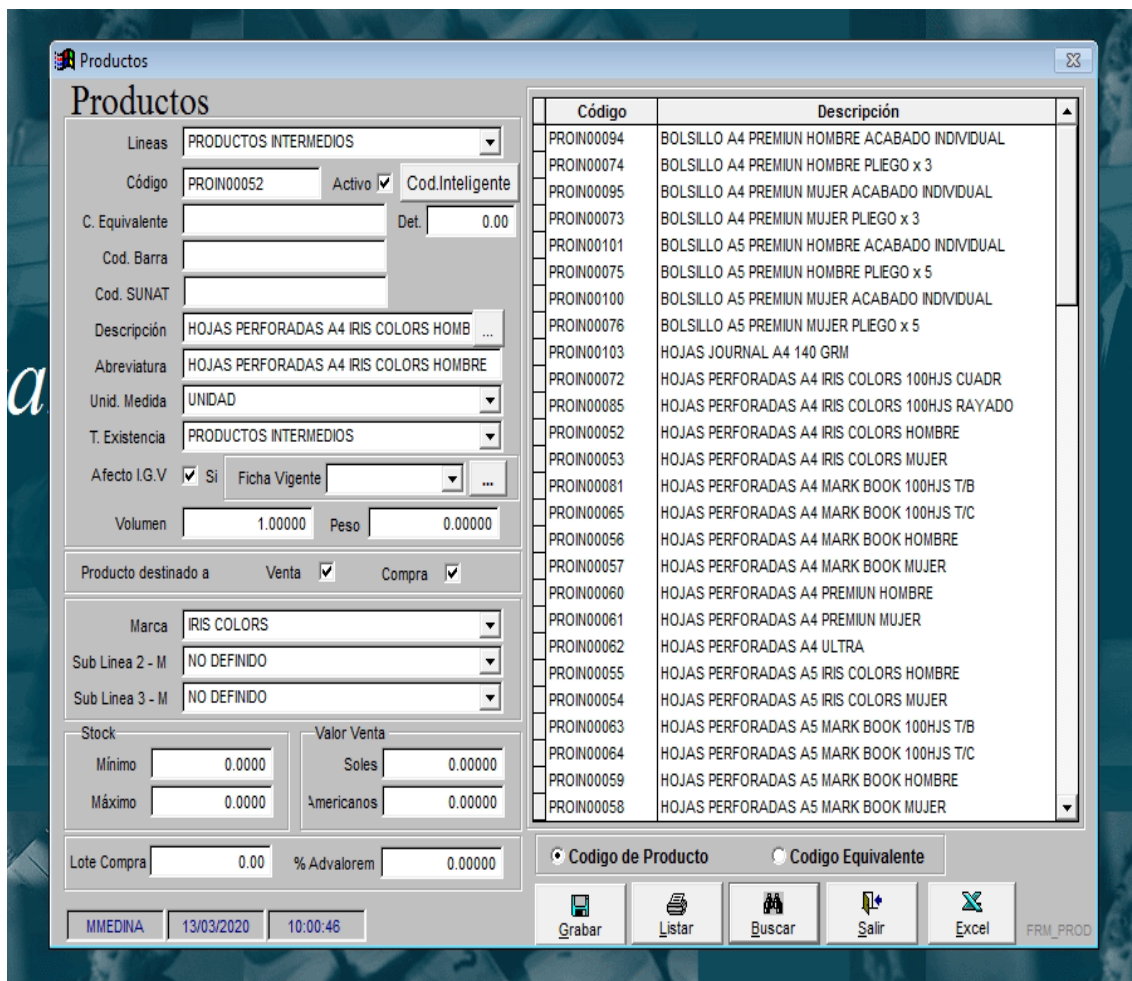 Productos
Productos
Lineas PRODUCTOS INTERMEDIOS
Código PROIN00052 Activo Cod.Inteligente
C. Equivalente Det. 0.00
Cod. Barra
Cod. SUNAT
Descripción HOJAS PERFORADAS A4 IRIS COLORS HOMB ...
Abreviatura HOJAS PERFORADAS A4 IRIS COLORS HOMBRE
Unid. Medida UNIDAD
T. Existencia PRODUCTOS INTERMEDIOS
Afecto I.G.V Si Ficha Vigente ...
Volumen 1.00000 Peso 0.00000
Producto destinado a Venta Compra
Marca IRIS COLORS
Sub Linea 2 - M NO DEFINIDO
Sub Linea 3 - M NO DEFINIDO
Stock Valor Venta
Mínimo 0.0000 Soles 0.00000
Máximo 0.0000 Americanos 0.00000
Lote Compra 0.00 % Advalorem 0.00000
MMEDINA 13/03/2020 10:00:46
Código Descripción
PROIN00094 BOLSILLO A4 PREMIUN HOMBRE ACABADO INDIVIDUAL
PROIN00074 BOLSILLO A4 PREMIUN HOMBRE PLIEGO x 3
PROIN00095 BOLSILLO A4 PREMIUN MUJER ACABADO INDIVIDUAL
PROIN00073 BOLSILLO A4 PREMIUN MUJER PLIEGO x 3
PROIN00101 BOLSILLO A5 PREMIUN HOMBRE ACABADO INDIVIDUAL
PROIN00075 BOLSILLO A5 PREMIUN HOMBRE PLIEGO x 5
PROIN00100 BOLSILLO A5 PREMIUN MUJER ACABADO INDIVIDUAL
PROIN00076 BOLSILLO A5 PREMIUN MUJER PLIEGO x 5
PROIN00103 HOJAS JOURNAL A4 140 GRM
PROIN00072 HOJAS PERFORADAS A4 IRIS COLORS 100HJS CUADR
PROIN00085 HOJAS PERFORADAS A4 IRIS COLORS 100HJS RAYADO
PROIN00052 HOJAS PERFORADAS A4 IRIS COLORS HOMBRE
PROIN00053 HOJAS PERFORADAS A4 IRIS COLORS MUJER
PROIN00081 HOJAS PERFORADAS A4 MARK BOOK 100HJS T/B
PROIN00065 HOJAS PERFORADAS A4 MARK BOOK 100HJS T/C
PROIN00056 HOJAS PERFORADAS A4 MARK BOOK HOMBRE
PROIN00057 HOJAS PERFORADAS A4 MARK BOOK MUJER
PROIN00060 HOJAS PERFORADAS A4 PREMIUN HOMBRE
PROIN00061 HOJAS PERFORADAS A4 PREMIUN MUJER
PROIN00062 HOJAS PERFORADAS A4 ULTRA
PROIN00055 HOJAS PERFORADAS A5 IRIS COLORS HOMBRE
PROIN00054 HOJAS PERFORADAS A5 IRIS COLORS MUJER
PROIN00063 HOJAS PERFORADAS A5 MARK BOOK 100HJS T/B
PROIN00064 HOJAS PERFORADAS A5 MARK BOOK 100HJS T/C
PROIN00059 HOJAS PERFORADAS A5 MARK BOOK HOMBRE
PROIN00058 HOJAS PERFORADAS A5 MARK BOOK MUJER
Codigo de Producto Codigo Equivalente
Grabar Listar Buscar Salir Excel FRM_PROD
a